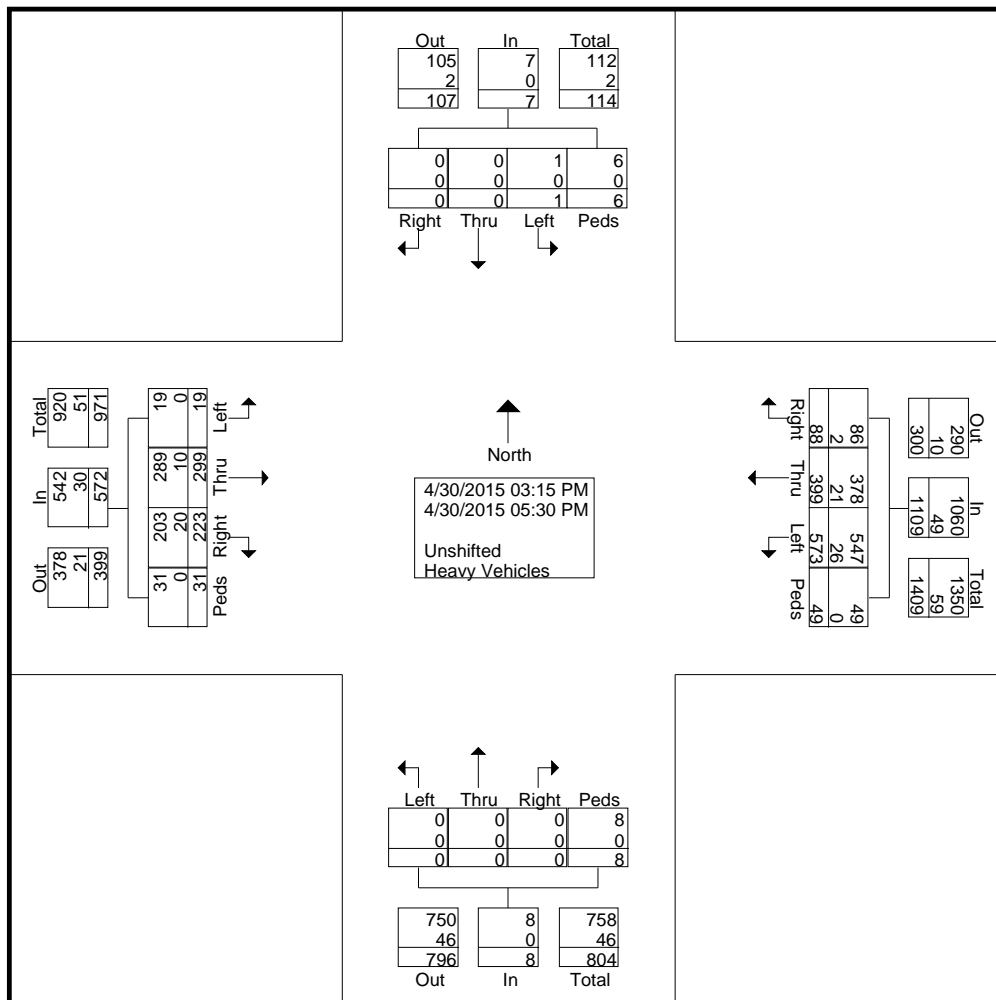 Out In Total
105 7 112
2 0 2
107 7 114
0 0 1 6
0 0 0 0
0 0 1 6
Right Thru Left Peds
Total
920
51
971
In
542
30
572
Out
378
21
399
19 0 19
Left
289 10 299
Thru
203 20 223
Right
31 0 31
Peds
North
4/30/2015 03:15 PM
4/30/2015 05:30 PM
Unshifted
Heavy Vehicles
Right
88 2 86
Thru
399 21 378
Left
573 26 547
Peds
49 0 49
Out
290
10
300
In
1060
49
1109
Total
1350
59
1409
Left Thru Right Peds
0 0 0 8
0 0 0 0
0 0 0 8
750 8 758
46 0 46
796 8 804
Out In Total